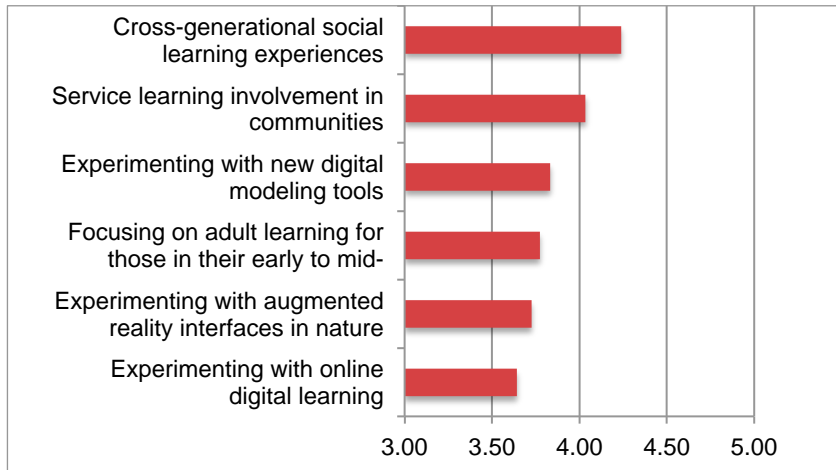 Cross-generational social
learning experiences
Service learning involvement in
communities
Experimenting with new digital
modeling tools
Focusing on adult learning for
those in their early to mid-
Experimenting with augmented
reality interfaces in nature
Experimenting with online
digital learning
3.00 3.50 4.00 4.50 5.00